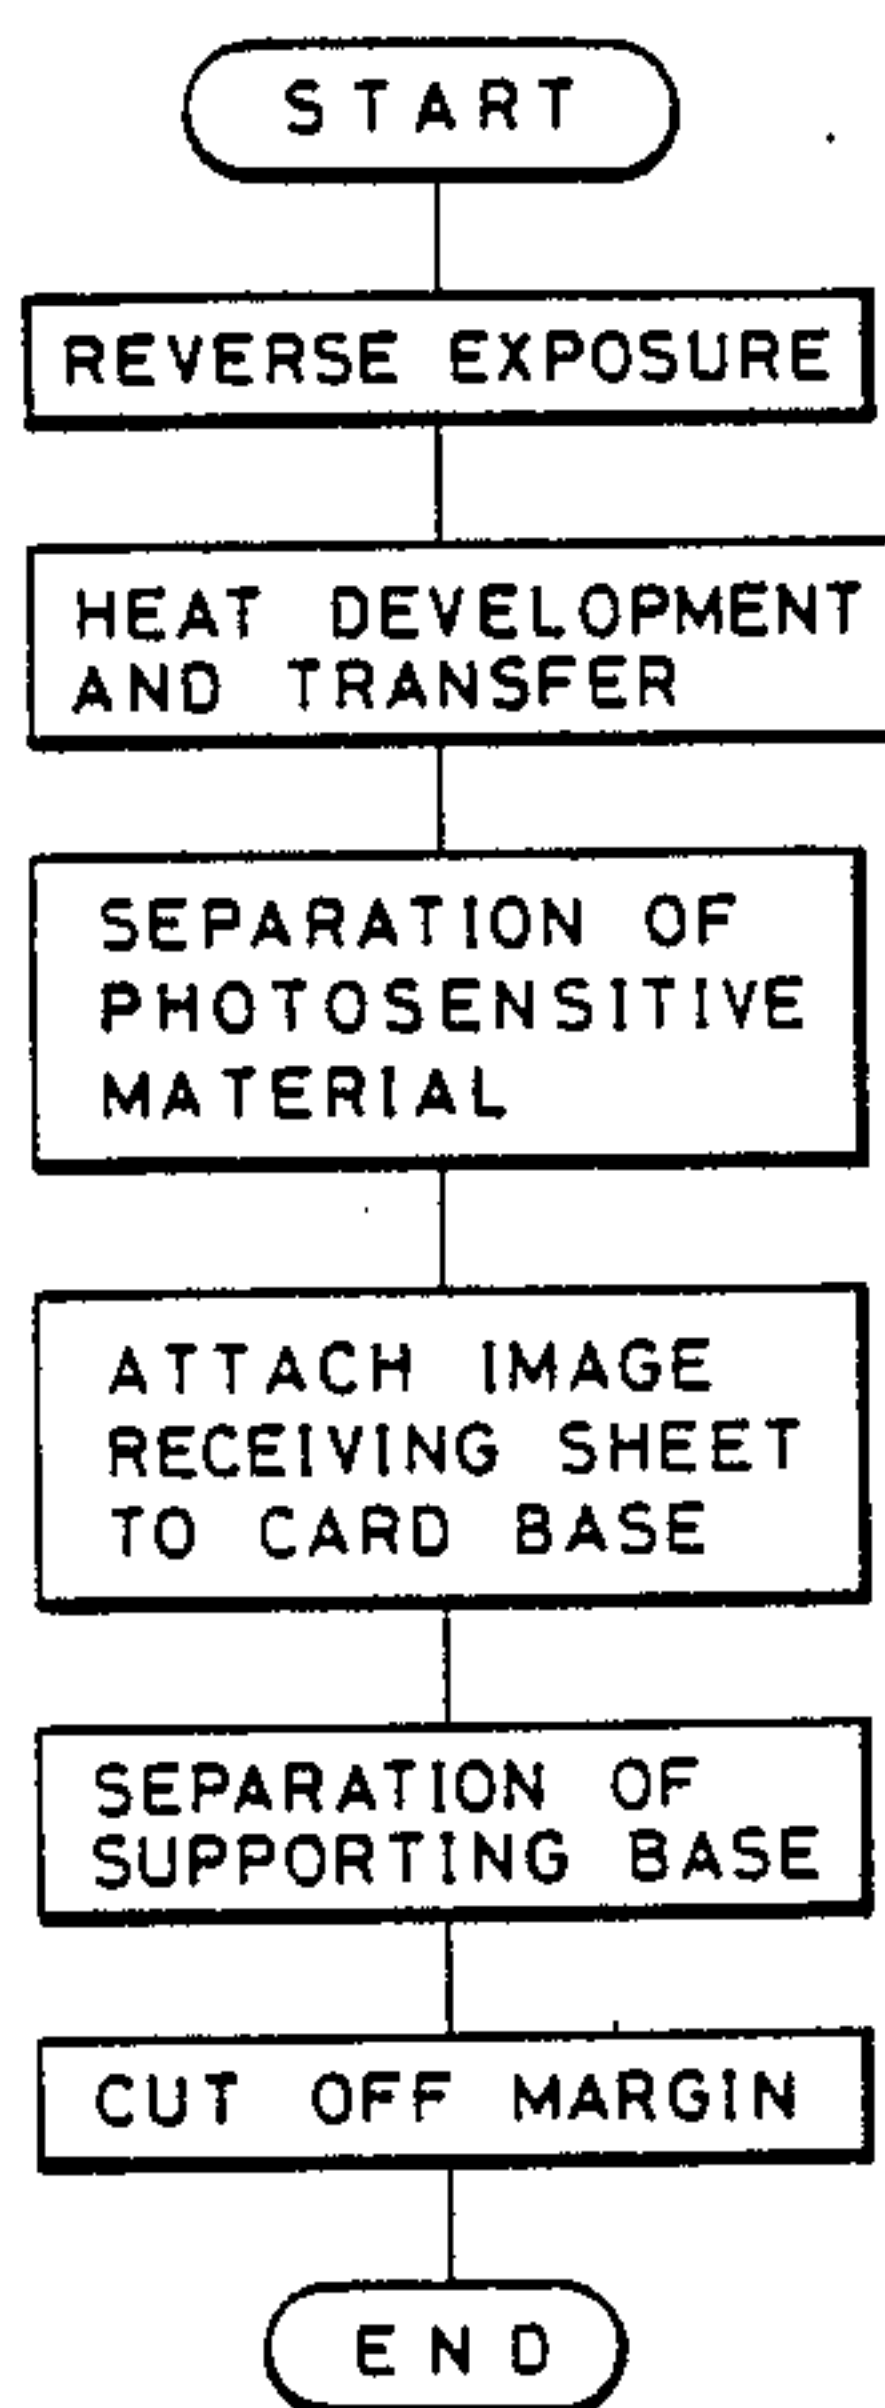 START
REVERSE EXPOSURE
HEAT DEVELOPMENT
AND TRANSFER
SEPARATION OF
PHOTOSENSITIVE
MATERIAL
ATTACH IMAGE
RECEIVING SHEET
TO CARD BASE
SEPARATION OF
SUPPORTING BASE
CUT OFF MARGIN
END